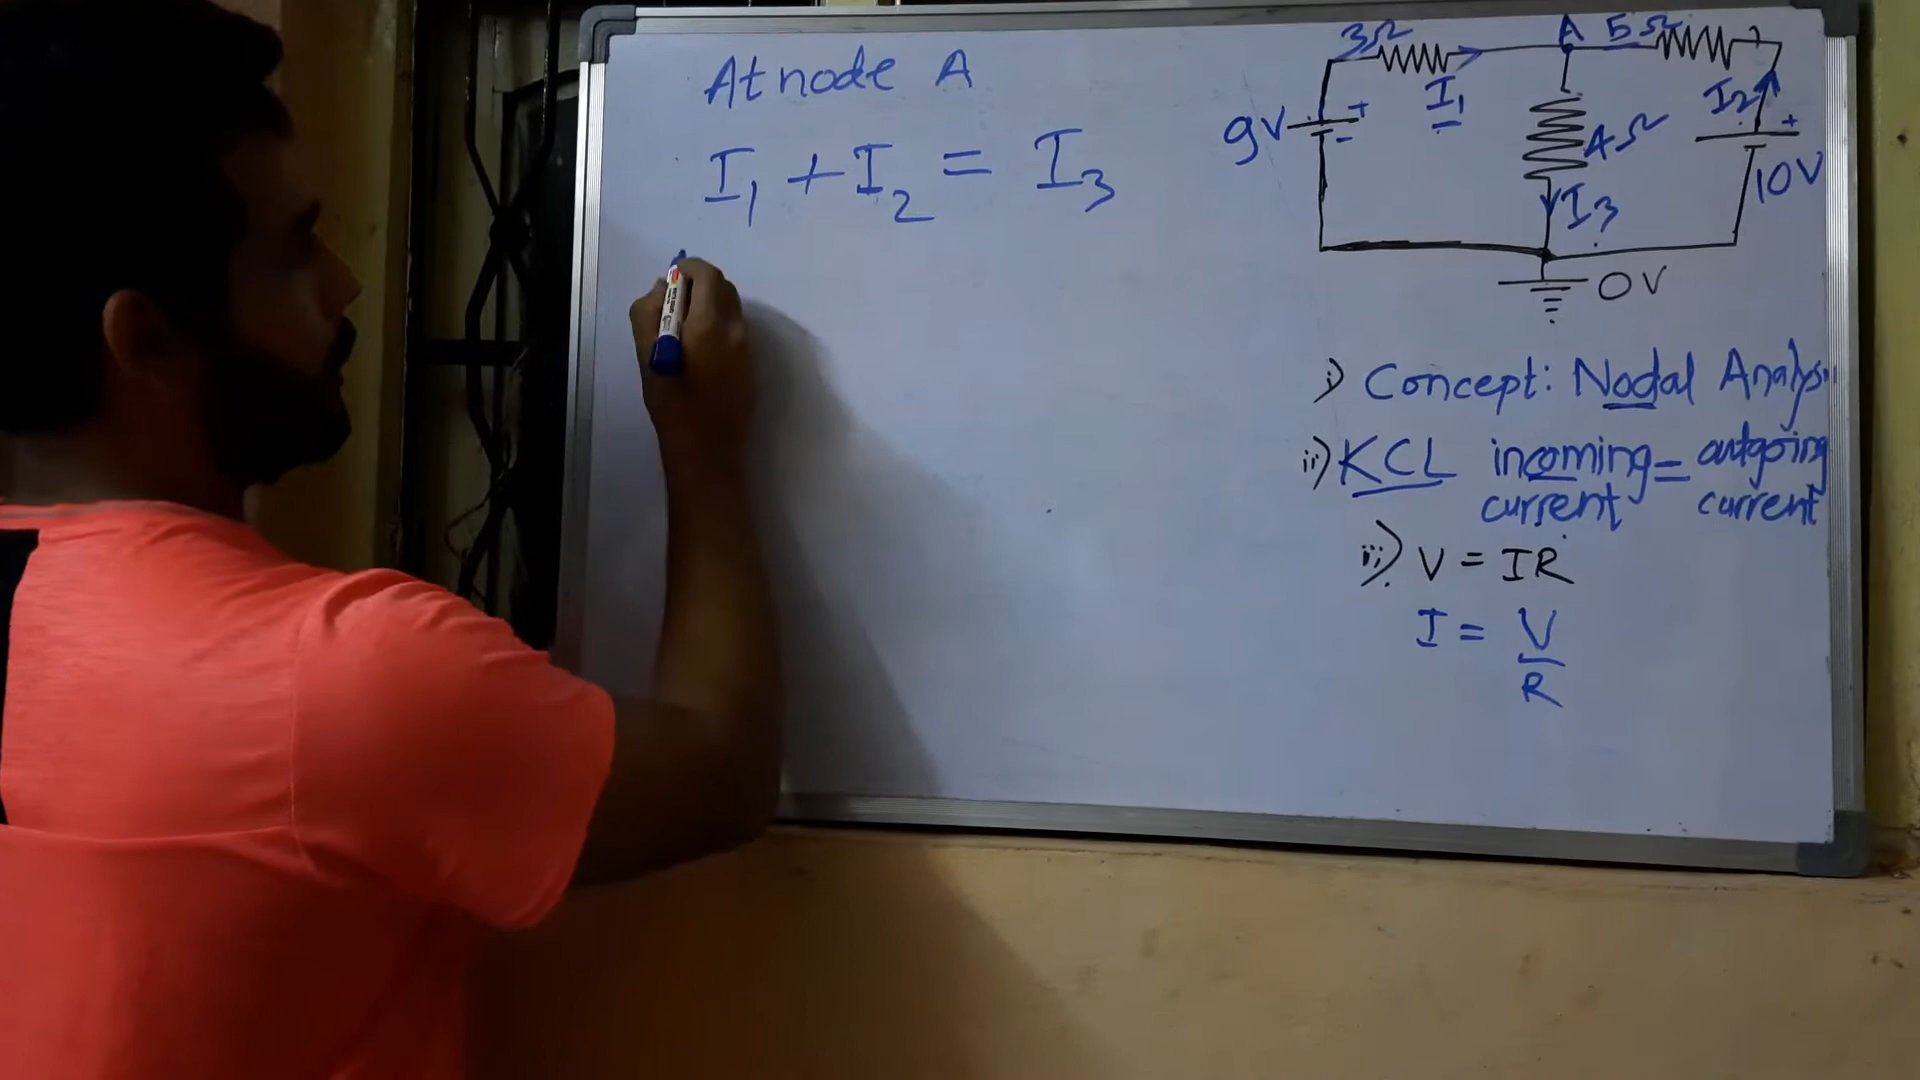 At node A
I₁ + I₂ = I₃
3Ω
A
5Ω
I₁
I₂
9V
+
-
4Ω
+
10V
I₃
0V
i) Concept: Nodal Analysi
ii) KCL incoming = outgoing
current current
iii) V = IR
I = V
R